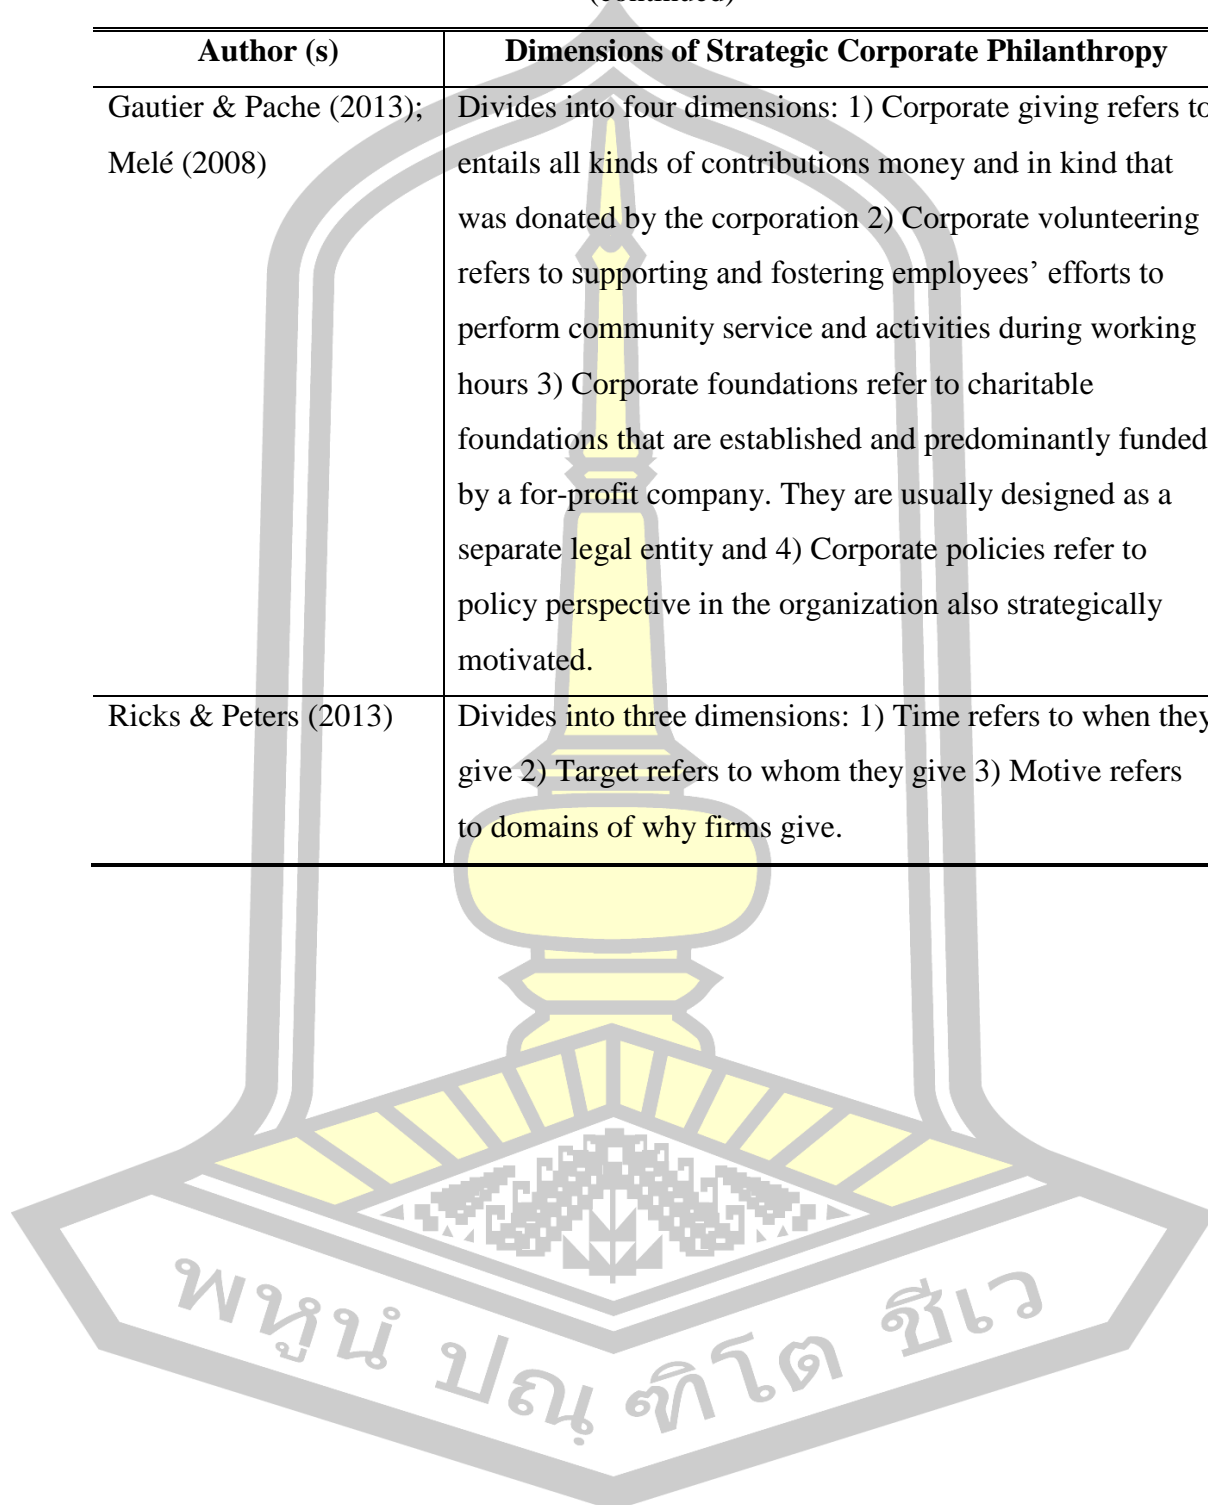 (continued)
Author (s) Dimensions of Strategic Corporate Philanthropy
Gautier & Pache (2013);
Melé (2008)
Divides into four dimensions: 1) Corporate giving refers to
entails all kinds of contributions money and in kind that
was donated by the corporation 2) Corporate volunteering
refers to supporting and fostering employees’ efforts to
perform community service and activities during working
hours 3) Corporate foundations refer to charitable
foundations that are established and predominantly funded
by a for-profit company. They are usually designed as a
separate legal entity and 4) Corporate policies refer to
policy perspective in the organization also strategically
motivated.
Ricks & Peters (2013)
Divides into three dimensions: 1) Time refers to when they
give 2) Target refers to whom they give 3) Motive refers
to domains of why firms give.
พหูนํ ปณฺฑิโต ชีเว